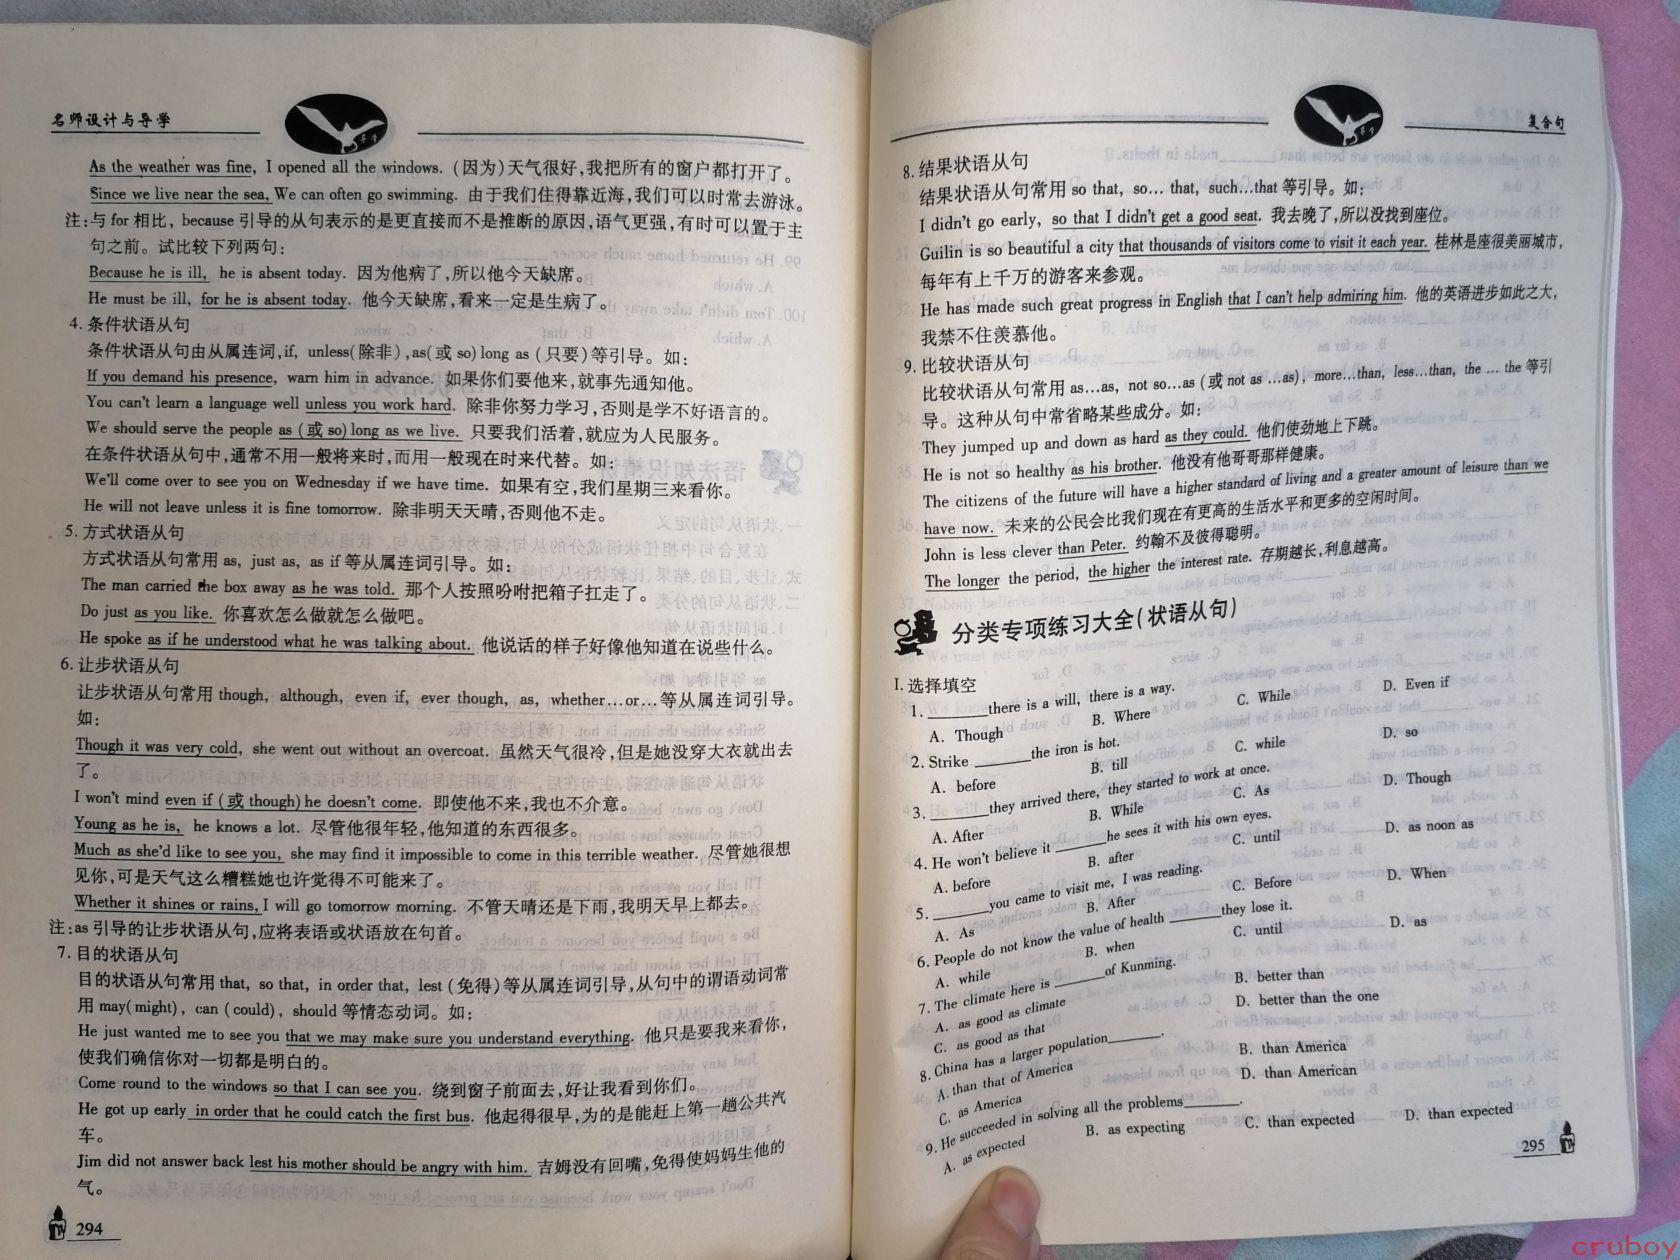 名师设计与导学
As the weather was fine, I opened all the windows. (因为)天气很好,我把所有的窗户都打开了。
Since we live near the sea, We can often go swimming. 由于我们住得靠近海,我们可以时常去游泳。
注:与 for 相比, because 引导的从句表示的是更直接而不是推断的原因,语气更强,有时可以置于主
句之前。试比较下列两句:
Because he is ill, he is absent today. 因为他病了,所以他今天缺席。
He must be ill, for he is absent today. 他今天缺席,看来一定是生病了。
4. 条件状语从句
条件状语从句由从属连词,if, unless(除非),as(或 so) long as (只要)等引导。如:
If you demand his presence, warn him in advance. 如果你们要他来,就事先通知他。
You can't learn a language well unless you work hard. 除非你努力学习,否则是学不好语言的。
We should serve the people as (或 so) long as we live. 只要我们活着,就应为人民服务。
在条件状语从句中,通常不用一般将来时,而用一般现在时来代替。如:
We'll come over to see you on Wednesday if we have time. 如果有空,我们星期三来看你。
He will not leave unless it is fine tomorrow. 除非明天天晴,否则他不走。
5. 方式状语从句
方式状语从句常用 as, just as, as if 等从属连词引导。如:
The man carried the box away as he was told. 那个人按照吩咐把箱子扛走了。
Do just as you like. 你喜欢怎么做就怎么做吧。
He spoke as if he understood what he was talking about. 他说话的样子好像他知道在说些什么。
6. 让步状语从句
让步状语从句常用 though, although, even if, ever though, as, whether…or… 等从属连词引导。
如:
Though it was very cold, she went out without an overcoat. 虽然天气很冷,但是她没穿大衣就出去
了。
I won't mind even if (或 though) he doesn't come. 即使他不来,我也不介意。
Young as he is, he knows a lot. 尽管他很年轻,他知道的东西很多。
Much as she'd like to see you, she may find it impossible to come in this terrible weather. 尽管她很想
见你,可是天气这么糟糕她也许觉得不可能来了。
Whether it shines or rains, I will go tomorrow morning. 不管天晴还是下雨,我明天早上都去。
注:as 引导的让步状语从句,应将表语或状语放在句首。
7. 目的状语从句
目的状语从句常用 that, so that, in order that, lest (免得)等从属连词引导,从句中的谓语动词常
用 may(might), can (could), should 等情态动词。如:
He just wanted me to see you that we may make sure you understand everything. 他只是要我来看你,
使我们确信你对一切都是明白的。
Come round to the windows so that I can see you. 绕到窗子前面去,好让我看到你们。
He got up early in order that he could catch the first bus. 他起得很早,为的是能赶上第一趟公共汽
车。
Jim did not answer back lest his mother should be angry with him. 吉姆没有回嘴,免得使妈妈生他的
气。
294
复合句
8. 结果状语从句
结果状语从句常用 so that, so… that, such…that 等引导。如:
I didn't go early, so that I didn't get a good seat. 我去晚了,所以没找到座位。
Guilin is so beautiful a city that thousands of visitors come to visit it each year. 桂林是座很美丽城市,
每年有上千万的游客来参观。
He has made such great progress in English that I can't help admiring him. 他的英语进步如此之大,
我禁不住羡慕他。
9. 比较状语从句
比较状语从句常用 as…as, not so…as (或 not as …as), more…than, less…than, the … the 等引
导。这种从句中常省略某些成分。如:
They jumped up and down as hard as they could. 他们使劲地上下跳。
He is not so healthy as his brother. 他没有他哥哥那样健康。
The citizens of the future will have a higher standard of living and a greater amount of leisure than we
have now. 未来的公民会比我们现在有更高的生活水平和更多的空闲时间。
John is less clever than Peter. 约翰不及彼得聪明。
The longer the period, the higher the interest rate. 存期越长,利息越高。
分类专项练习大全(状语从句)
I. 选择填空
1. ______there is a will, there is a way.
A. Though B. Where C. While D. Even if
2. Strike ______the iron is hot.
A. before B. till C. while D. so
3. ______they arrived there, they started to work at once.
A. After B. While C. As D. Though
4. He won't believe it ______he sees it with his own eyes.
A. before B. after C. until D. as noon as
5. ______you came to visit me, I was reading.
A. As B. After C. Before D. When
6. People do not know the value of health ______they lose it.
A. while B. when C. until D. as
7. The climate here is ______of Kunming.
A. as good as climate B. better than
C. as good as that D. better than the one
8. China has a larger population______.
A. than that of America B. than America
C. as America D. than American
9. He succeeded in solving all the problems______.
A. as expected B. as expecting C. than expected D. than expected
295
cruboy